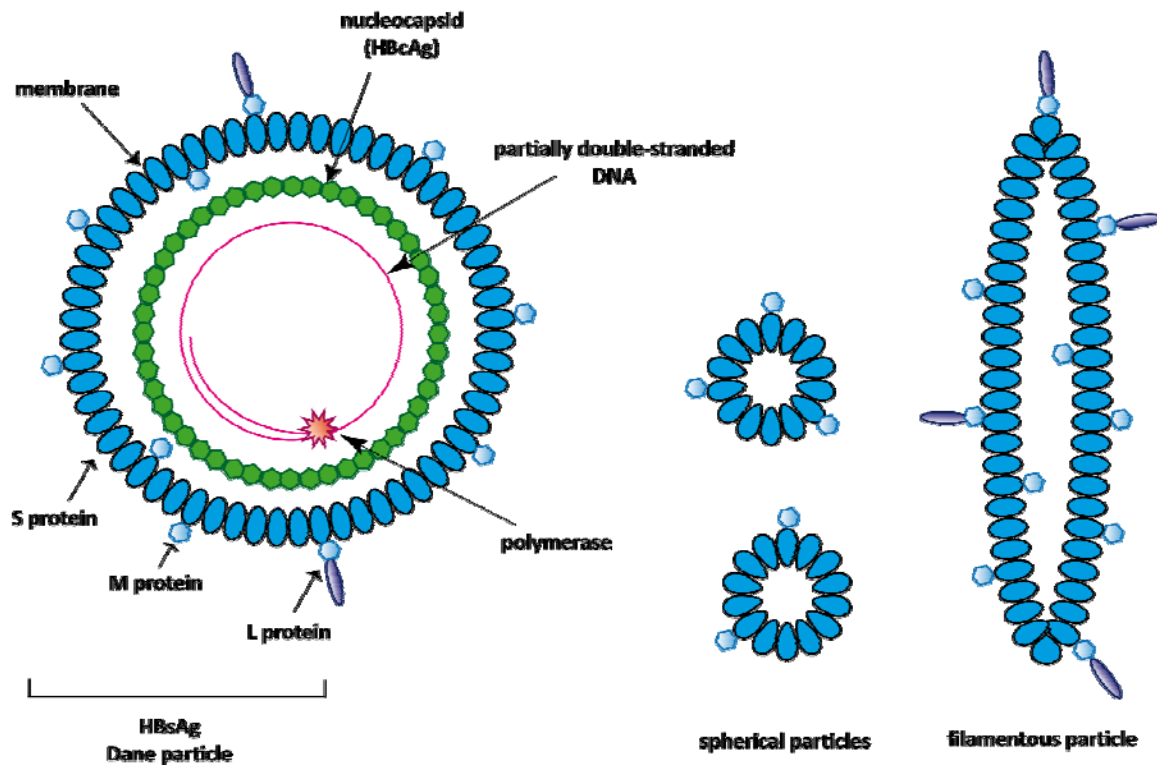 nucleocapsid
(HBcAg)
membrane
partially double-stranded
DNA
S protein
M protein
L protein
polymerase
HBsAg
Dane particle
spherical particles
filamentous particle